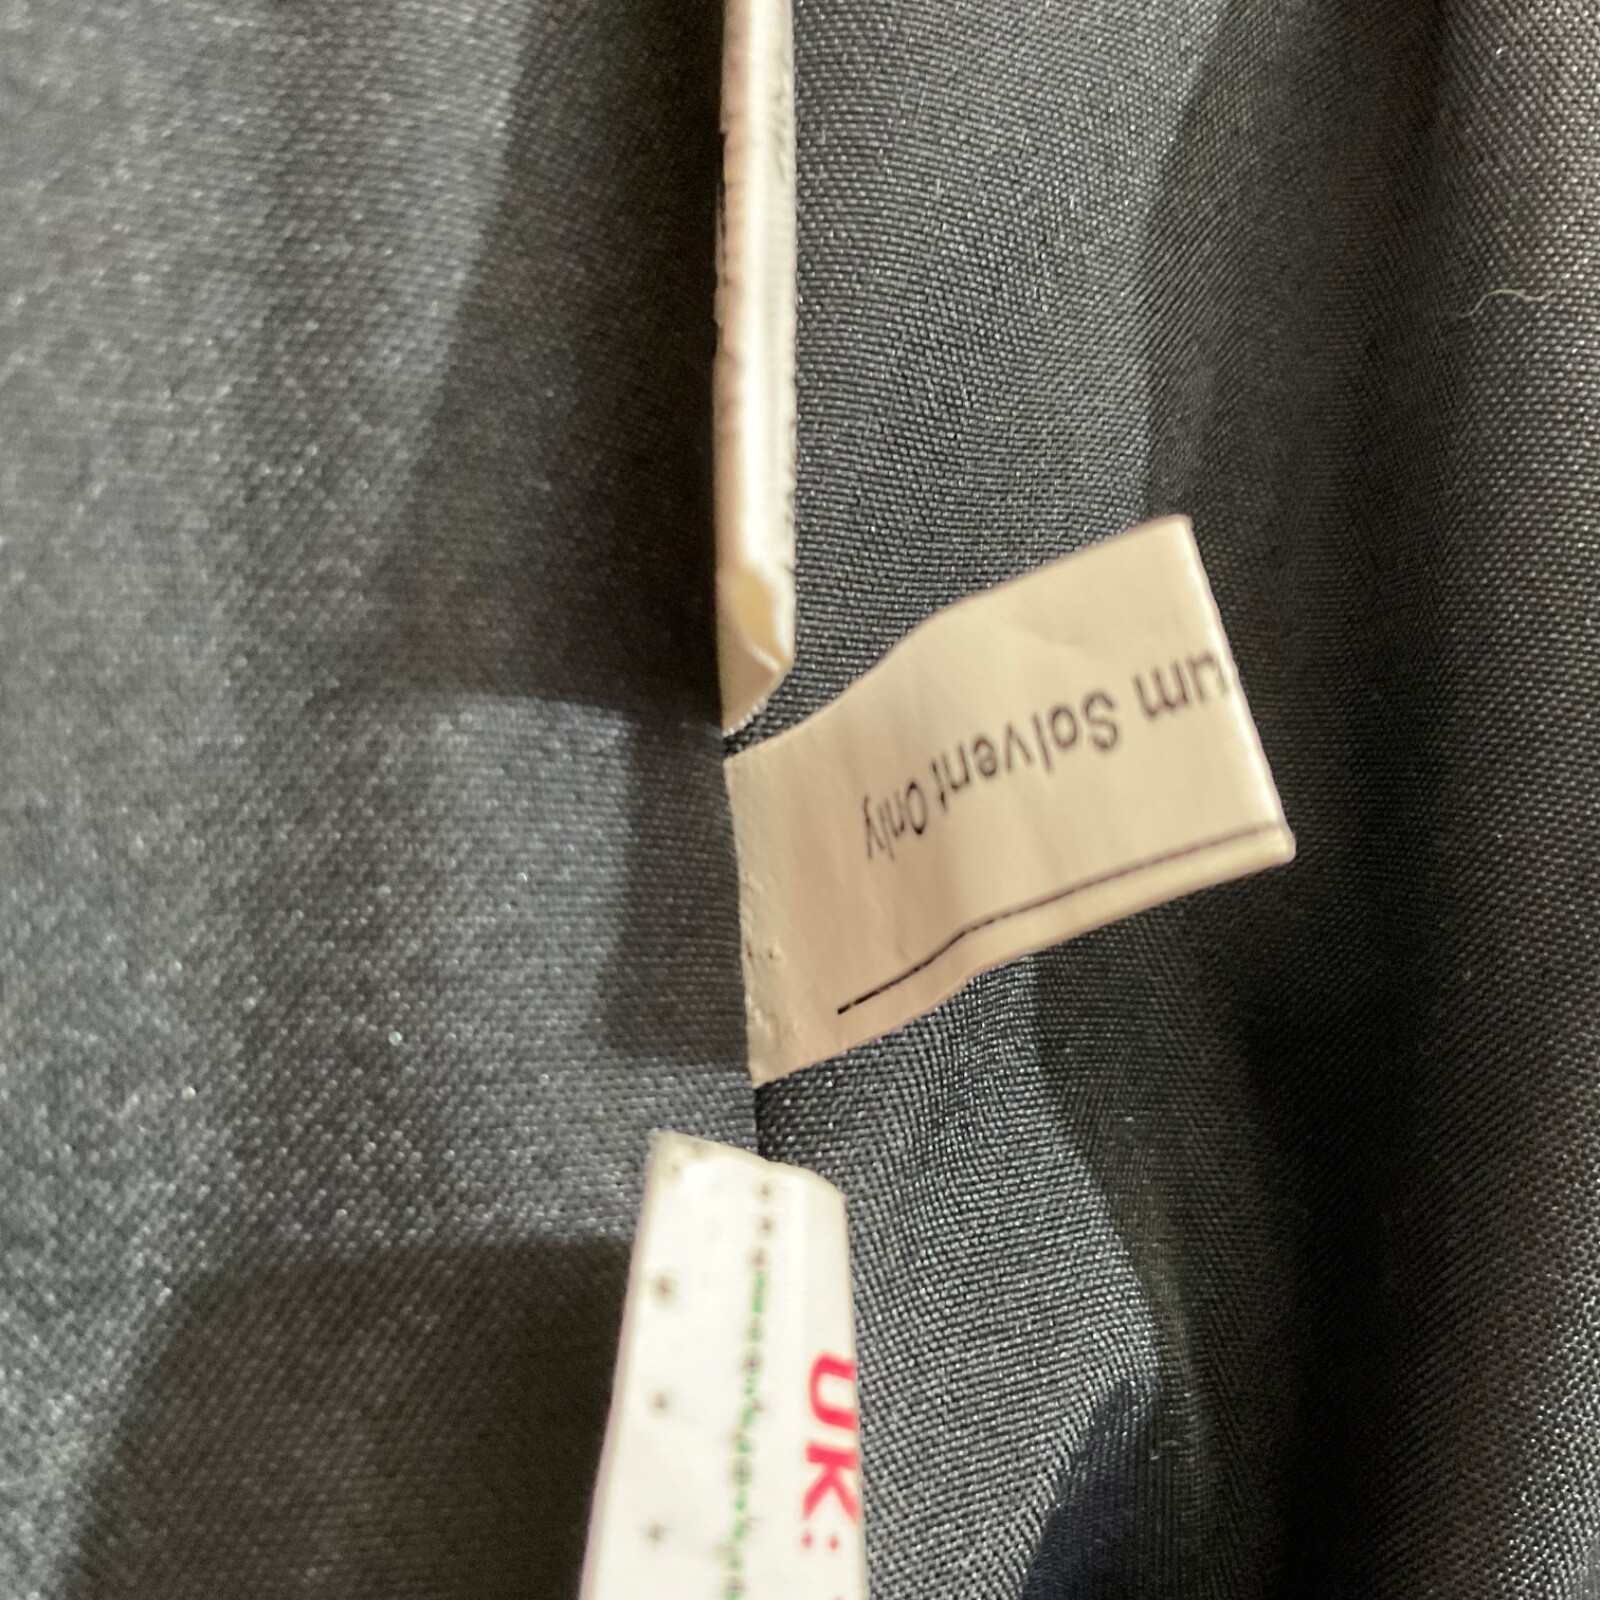 um Solvent Only
UK: